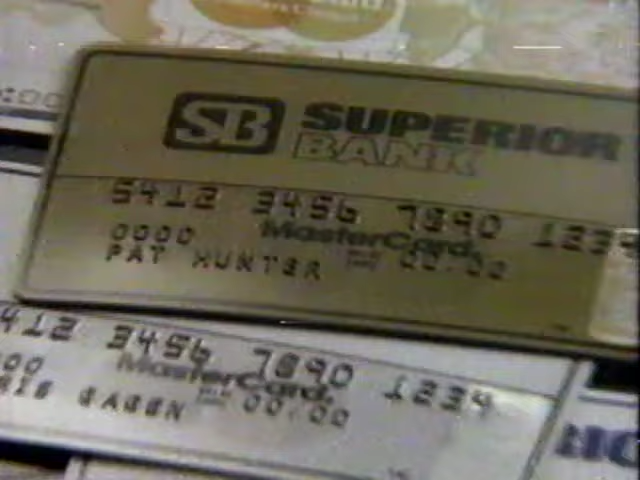 SB SUPERIOR
BANK
5412 3456 7890 1234
0000 MasterCard. 00:00
PAT HUNTER
412 3456 7890 1234
00 MasterCard. 00:00